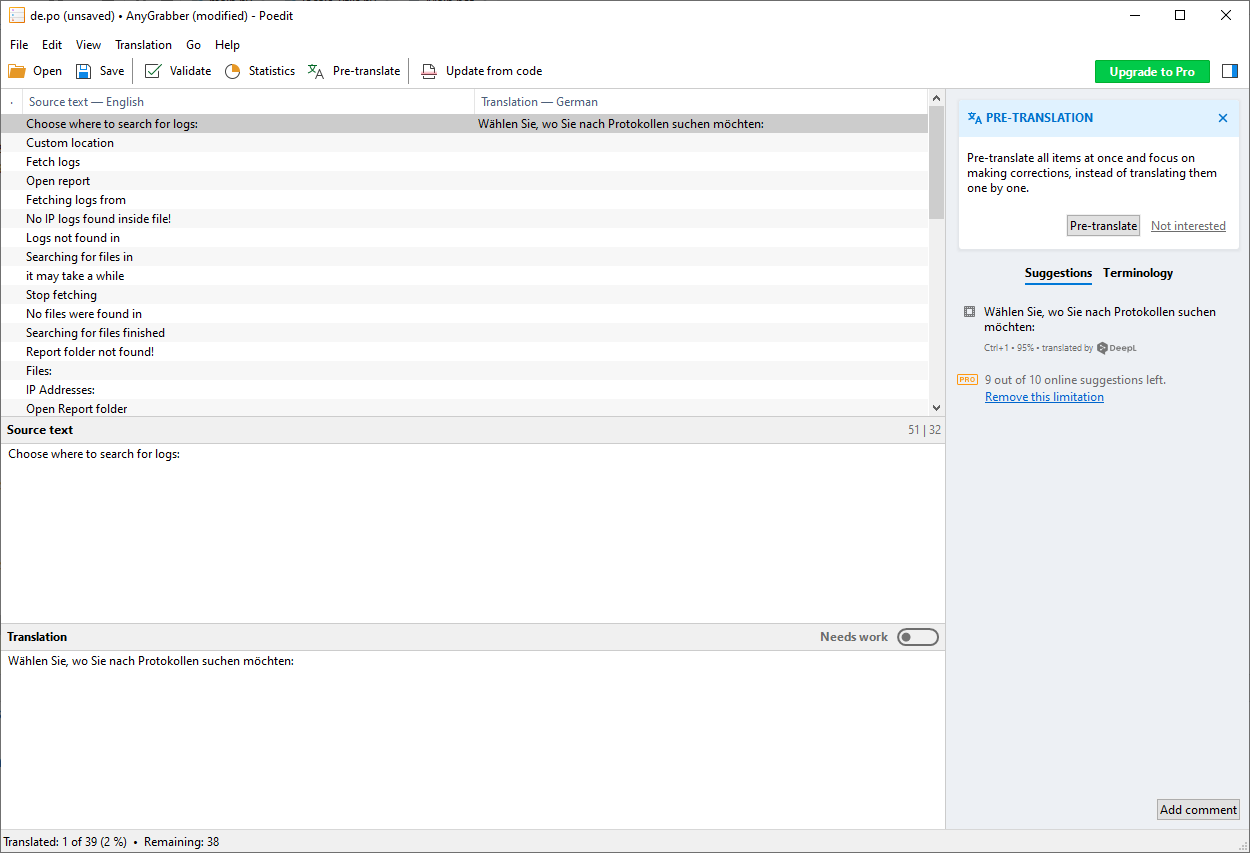 de.po (unsaved) • AnyGrabber (modified) - Poedit
File Edit View Translation Go Help
Open Save Validate Statistics Pre-translate Update from code Upgrade to Pro
Source text — English Translation — German
Choose where to search for logs: Wählen Sie, wo Sie nach Protokollen suchen möchten:
Custom location
Fetch logs
Open report
Fetching logs from
No IP logs found inside file!
Logs not found in
Searching for files in
it may take a while
Stop fetching
No files were found in
Searching for files finished
Report folder not found!
Files:
IP Addresses:
Open Report folder
Source text 51 | 32
Choose where to search for logs:
Translation Needs work
Wählen Sie, wo Sie nach Protokollen suchen möchten:
PRE-TRANSLATION
Pre-translate all items at once and focus on
making corrections, instead of translating them
one by one.
Pre-translate Not interested
Suggestions Terminology
Wählen Sie, wo Sie nach Protokollen suchen
möchten:
Ctrl+1 • 95% • translated by DeepL
PRO 9 out of 10 online suggestions left.
Remove this limitation
Add comment
Translated: 1 of 39 (2 %) • Remaining: 38